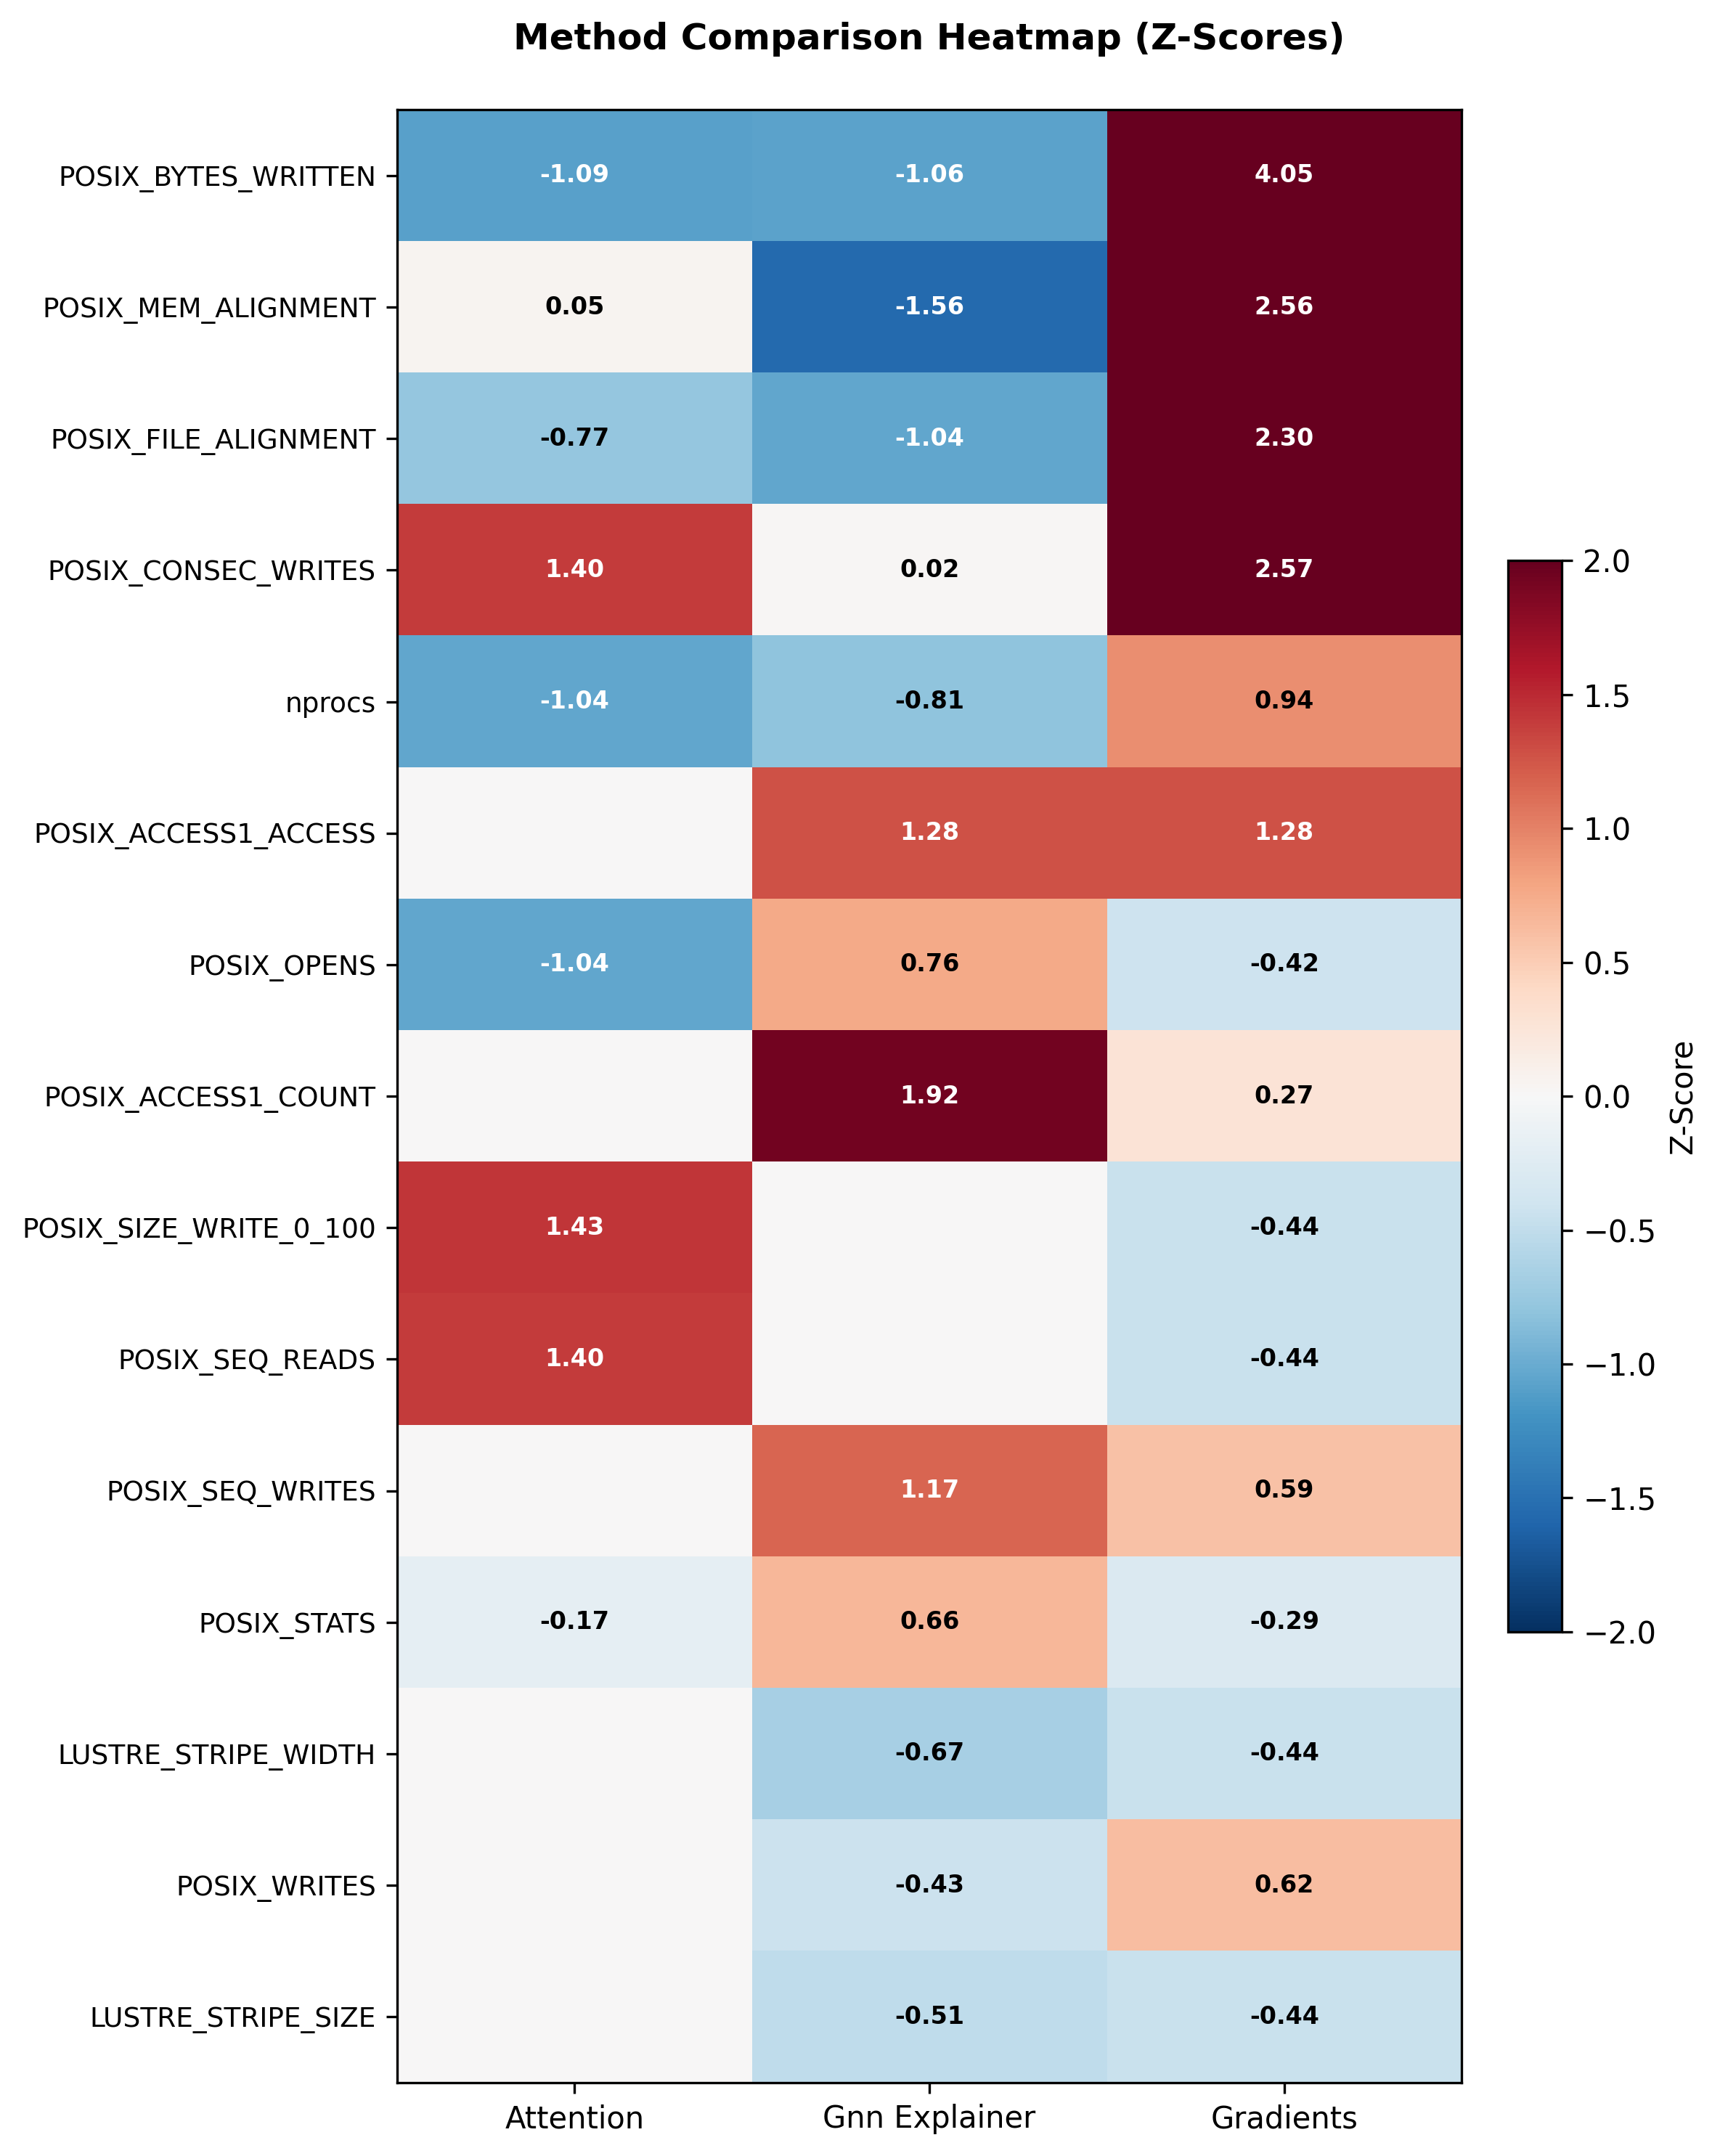 Method Comparison Heatmap (Z-Scores)
POSIX_BYTES_WRITTEN -1.09 -1.06 4.05
POSIX_MEM_ALIGNMENT 0.05 -1.56 2.56
POSIX_FILE_ALIGNMENT -0.77 -1.04 2.30
POSIX_CONSEC_WRITES 1.40 0.02 2.57
nprocs -1.04 -0.81 0.94
POSIX_ACCESS1_ACCESS 1.28 1.28
POSIX_OPENS -1.04 0.76 -0.42
POSIX_ACCESS1_COUNT 1.92 0.27
POSIX_SIZE_WRITE_0_100 1.43 -0.44
POSIX_SEQ_READS 1.40 -0.44
POSIX_SEQ_WRITES 1.17 0.59
POSIX_STATS -0.17 0.66 -0.29
LUSTRE_STRIPE_WIDTH -0.67 -0.44
POSIX_WRITES -0.43 0.62
LUSTRE_STRIPE_SIZE -0.51 -0.44
Attention Gnn Explainer Gradients
2.0
1.5
1.0
0.5
0.0
−0.5
−1.0
−1.5
−2.0
Z-Score